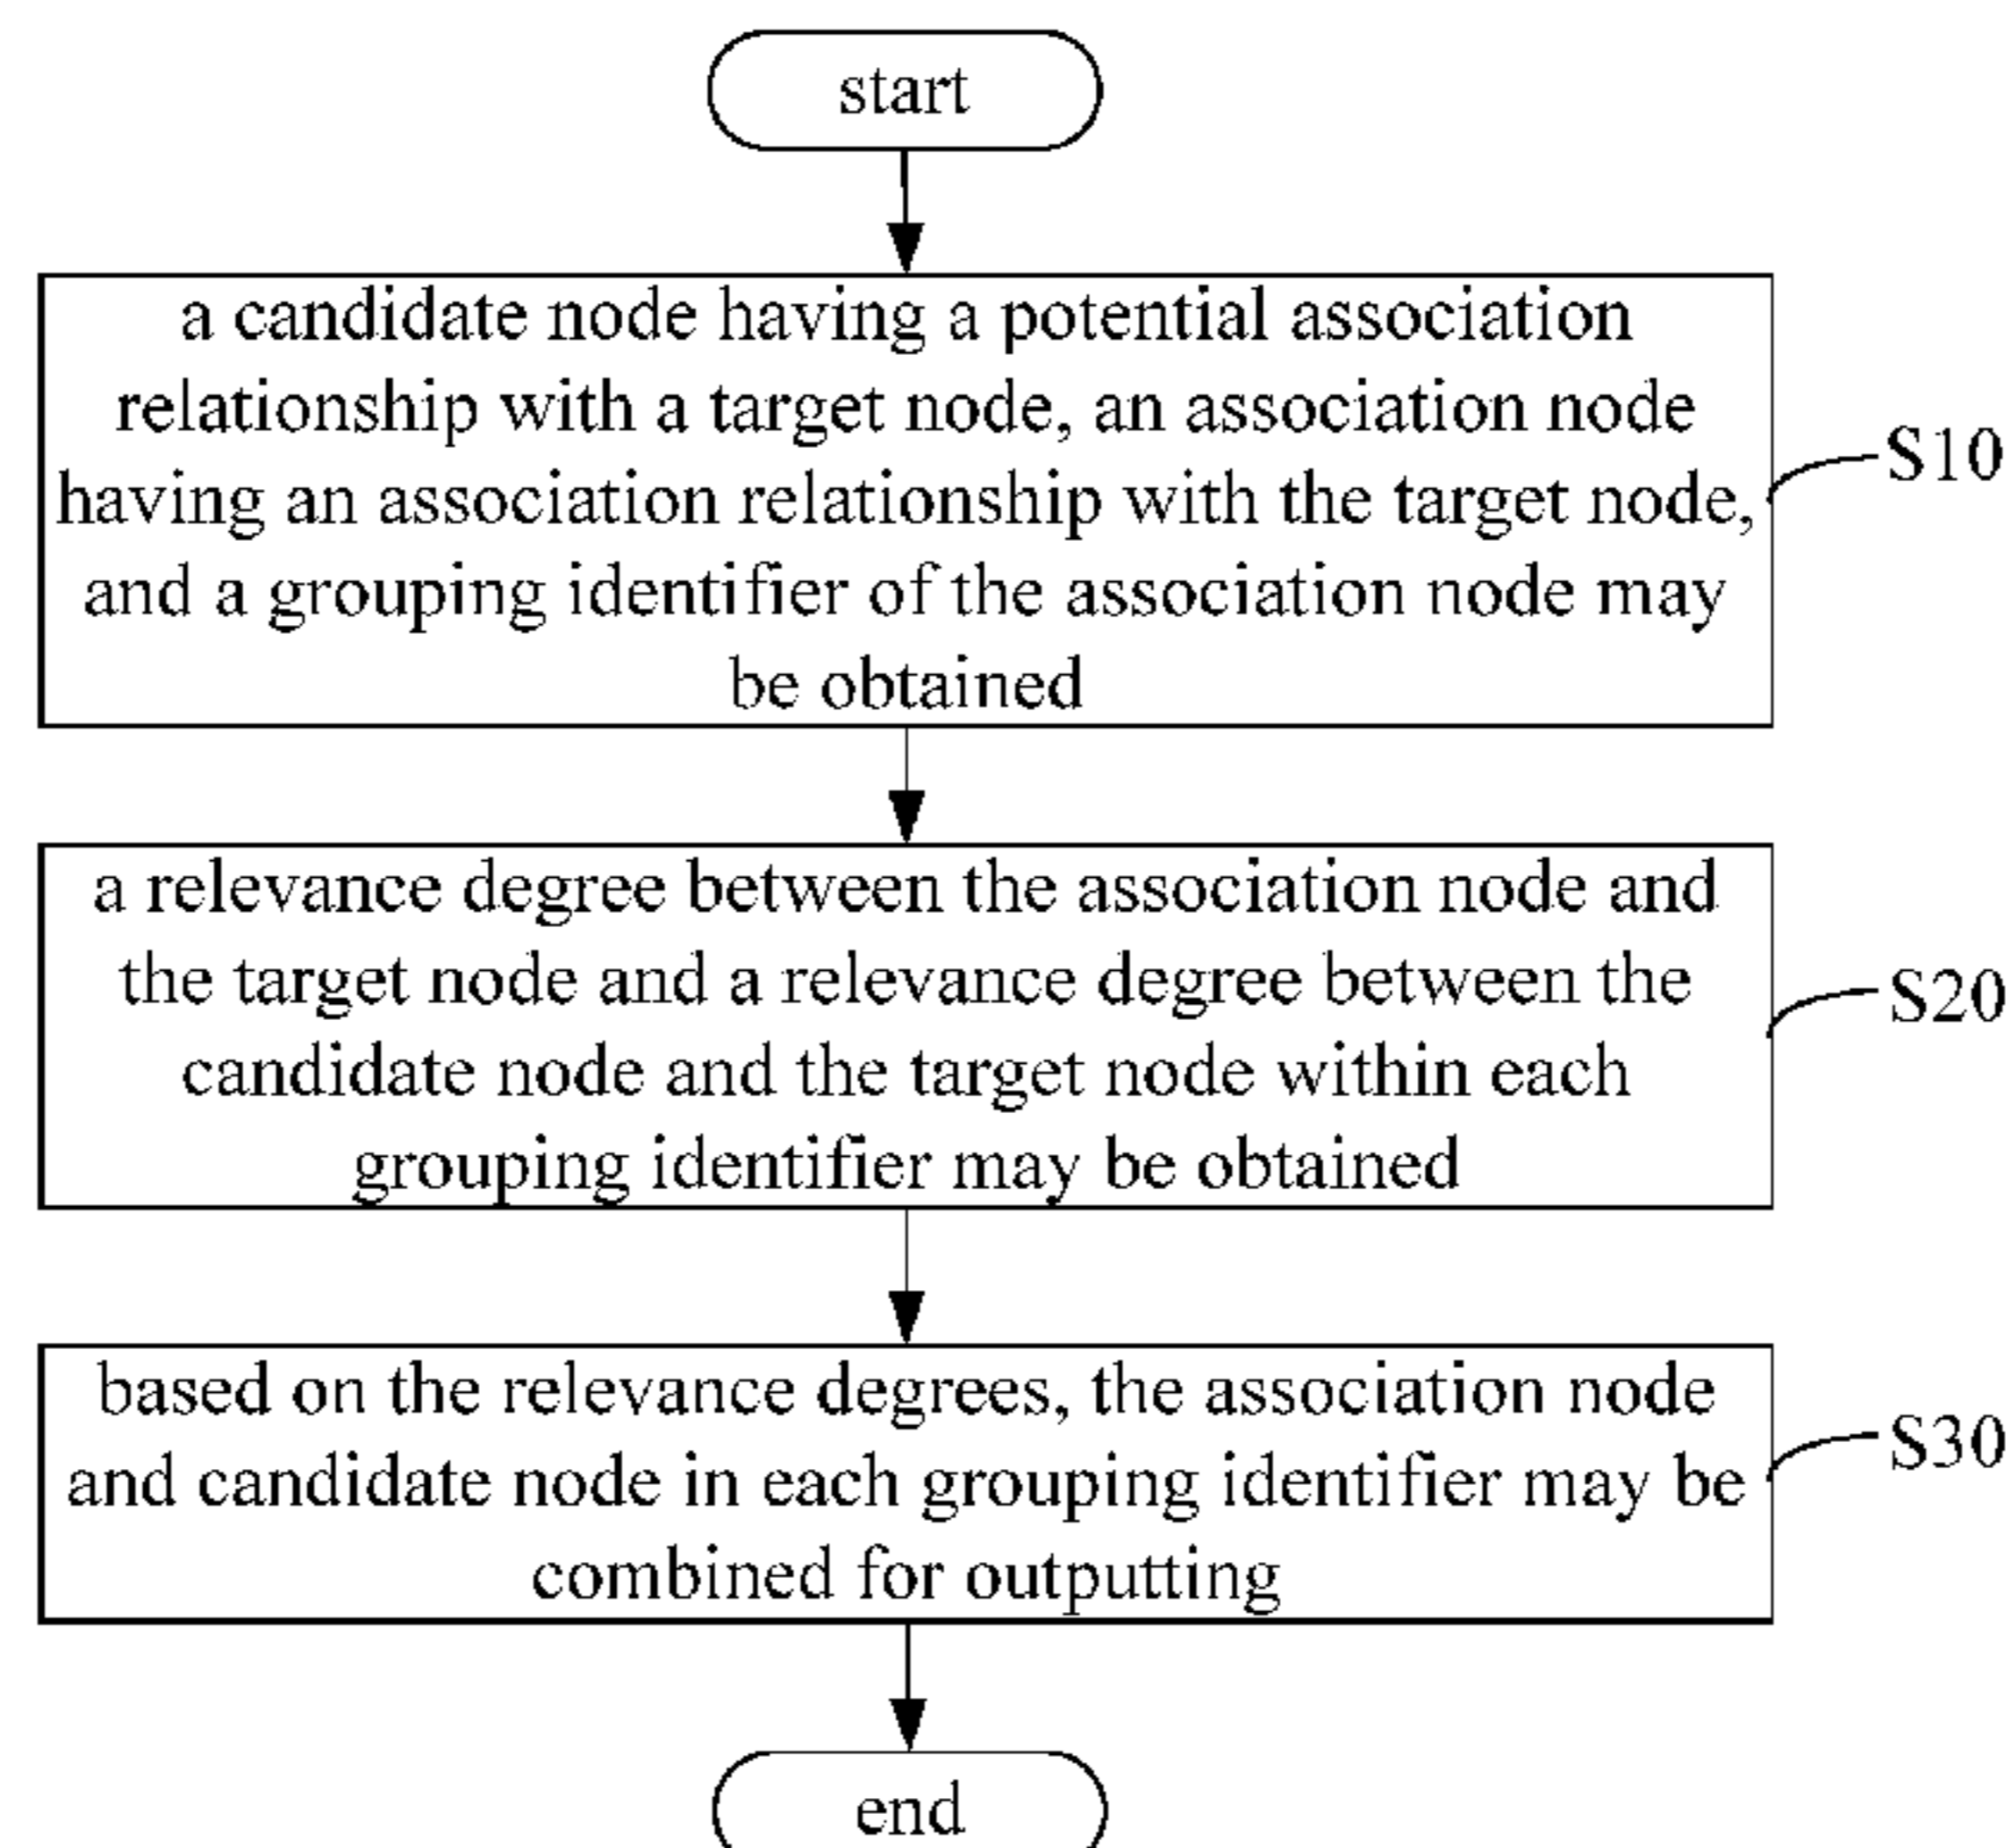 start
a candidate node having a potential association
relationship with a target node, an association node
having an association relationship with the target node,
and a grouping identifier of the association node may
be obtained
S10
a relevance degree between the association node and
the target node and a relevance degree between the
candidate node and the target node within each
grouping identifier may be obtained
S20
based on the relevance degrees, the association node
and candidate node in each grouping identifier may be
combined for outputting
S30
end